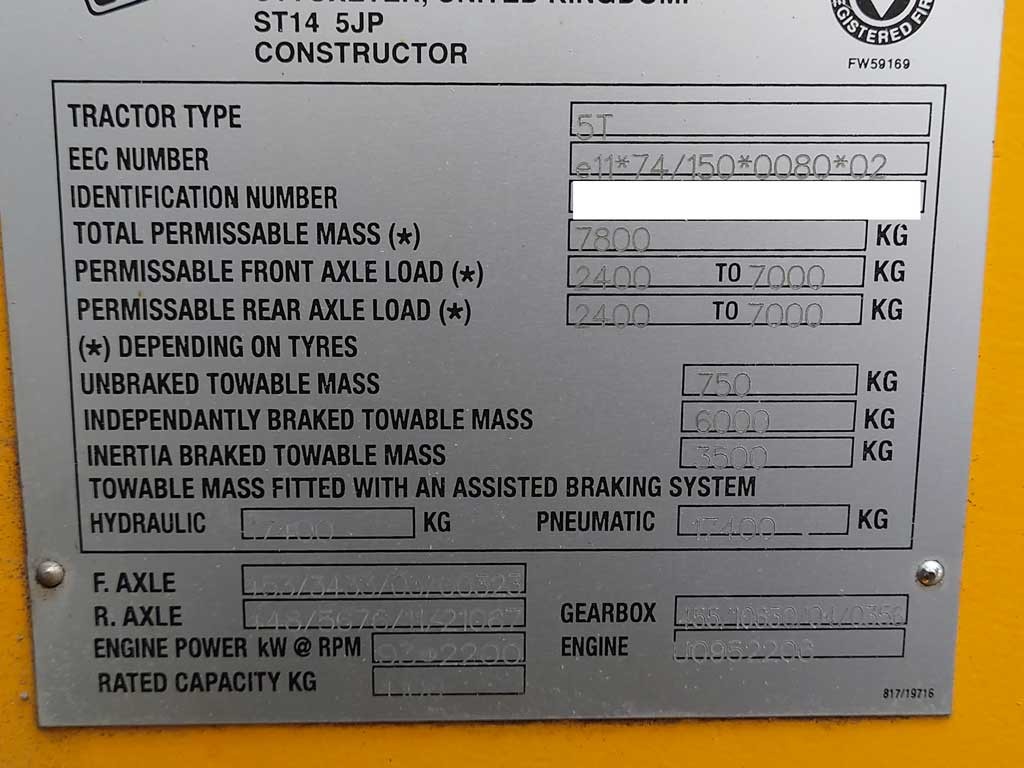 ST14 5JP
CONSTRUCTOR
REGISTERED FIR
FW59169
TRACTOR TYPE 5T
EEC NUMBER e11*74/150*0080*02
IDENTIFICATION NUMBER
TOTAL PERMISSABLE MASS (*) 7800 KG
PERMISSABLE FRONT AXLE LOAD (*) 2400 TO 7000 KG
PERMISSABLE REAR AXLE LOAD (*) 2400 TO 7000 KG
(*) DEPENDING ON TYRES
UNBRAKED TOWABLE MASS 750 KG
INDEPENDANTLY BRAKED TOWABLE MASS 6000 KG
INERTIA BRAKED TOWABLE MASS 3500 KG
TOWABLE MASS FITTED WITH AN ASSISTED BRAKING SYSTEM
HYDRAULIC 17400 KG PNEUMATIC 17400 KG
F. AXLE
R. AXLE GEARBOX
ENGINE POWER kW @ RPM ENGINE
RATED CAPACITY KG
817/19716